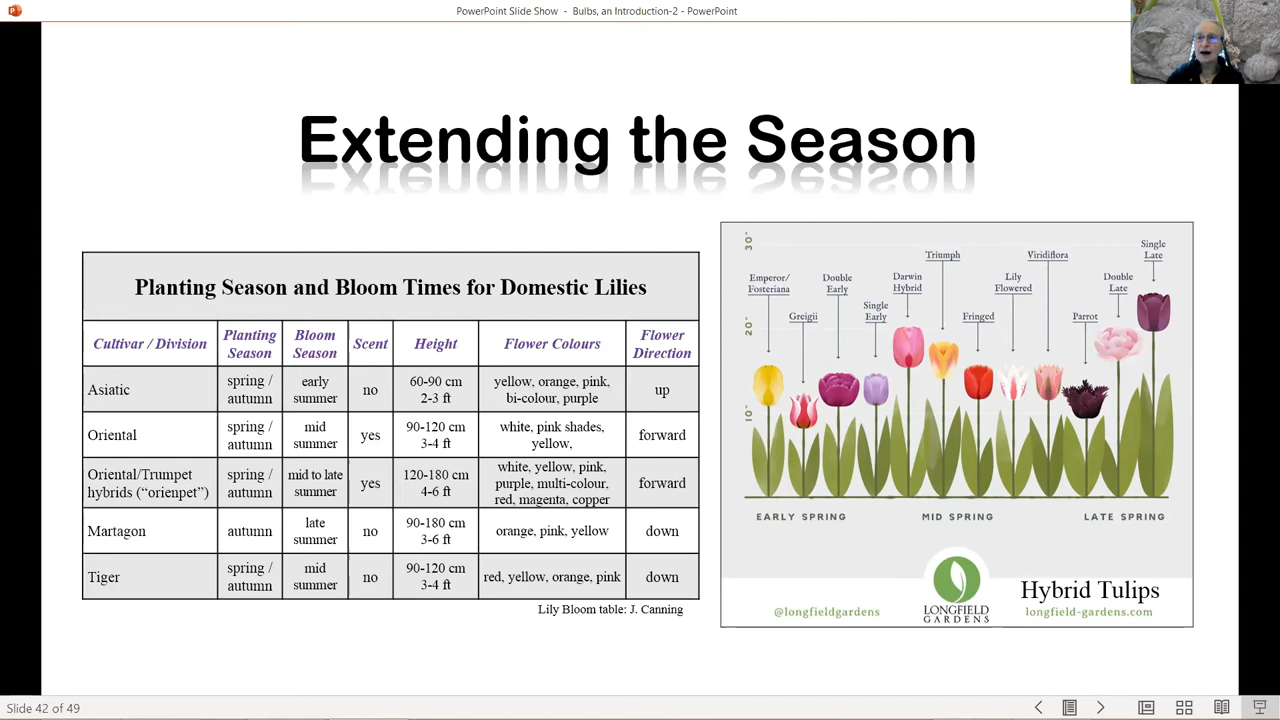 PowerPoint Slide Show - Bulbs, an Introduction-2 - PowerPoint
Extending the Season
Planting Season and Bloom Times for Domestic Lilies
Cultivar / Division
Planting
Season
Bloom
Season
Scent
Height
Flower Colours
Flower
Direction
Asiatic
spring /
autumn
early
summer
no
60-90 cm
2-3 ft
yellow, orange, pink,
bi-colour, purple
up
Oriental
spring /
autumn
mid
summer
yes
90-120 cm
3-4 ft
white, pink shades,
yellow,
forward
Oriental/Trumpet
hybrids (“orienpet”)
spring /
autumn
mid to late
summer
yes
120-180 cm
4-6 ft
white, yellow, pink,
purple, multi-colour,
red, magenta, copper
forward
Martagon
autumn
late
summer
no
90-180 cm
3-6 ft
orange, pink, yellow
down
Tiger
spring /
autumn
mid
summer
no
90-120 cm
3-4 ft
red, yellow, orange, pink
down
Lily Bloom table: J. Canning
30"
20"
10"
Emperor/
Fosteriana
Greigii
Double
Early
Single
Early
Darwin
Hybrid
Triumph
Fringed
Lily
Flowered
Viridiflora
Parrot
Double
Late
Single
Late
EARLY SPRING
MID SPRING
LATE SPRING
@longfieldgardens
LONGFIELD
GARDENS
Hybrid Tulips
longfield-gardens.com
Slide 42 of 49